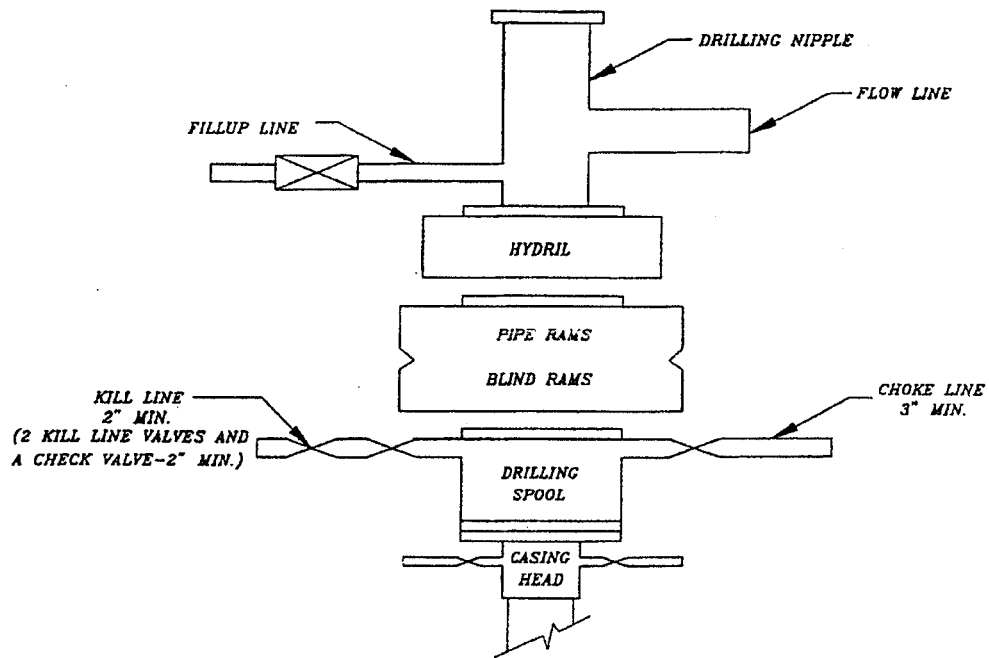 DRILLING NIPPLE
FLOW LINE
FILLUP LINE
HYDRIL
PIPE RAMS
BLIND RAMS
KILL LINE
2" MIN.
(2 KILL LINE VALVES AND
A CHECK VALVE-2" MIN.)
CHOKE LINE
3" MIN.
DRILLING
SPOOL
CASING
HEAD